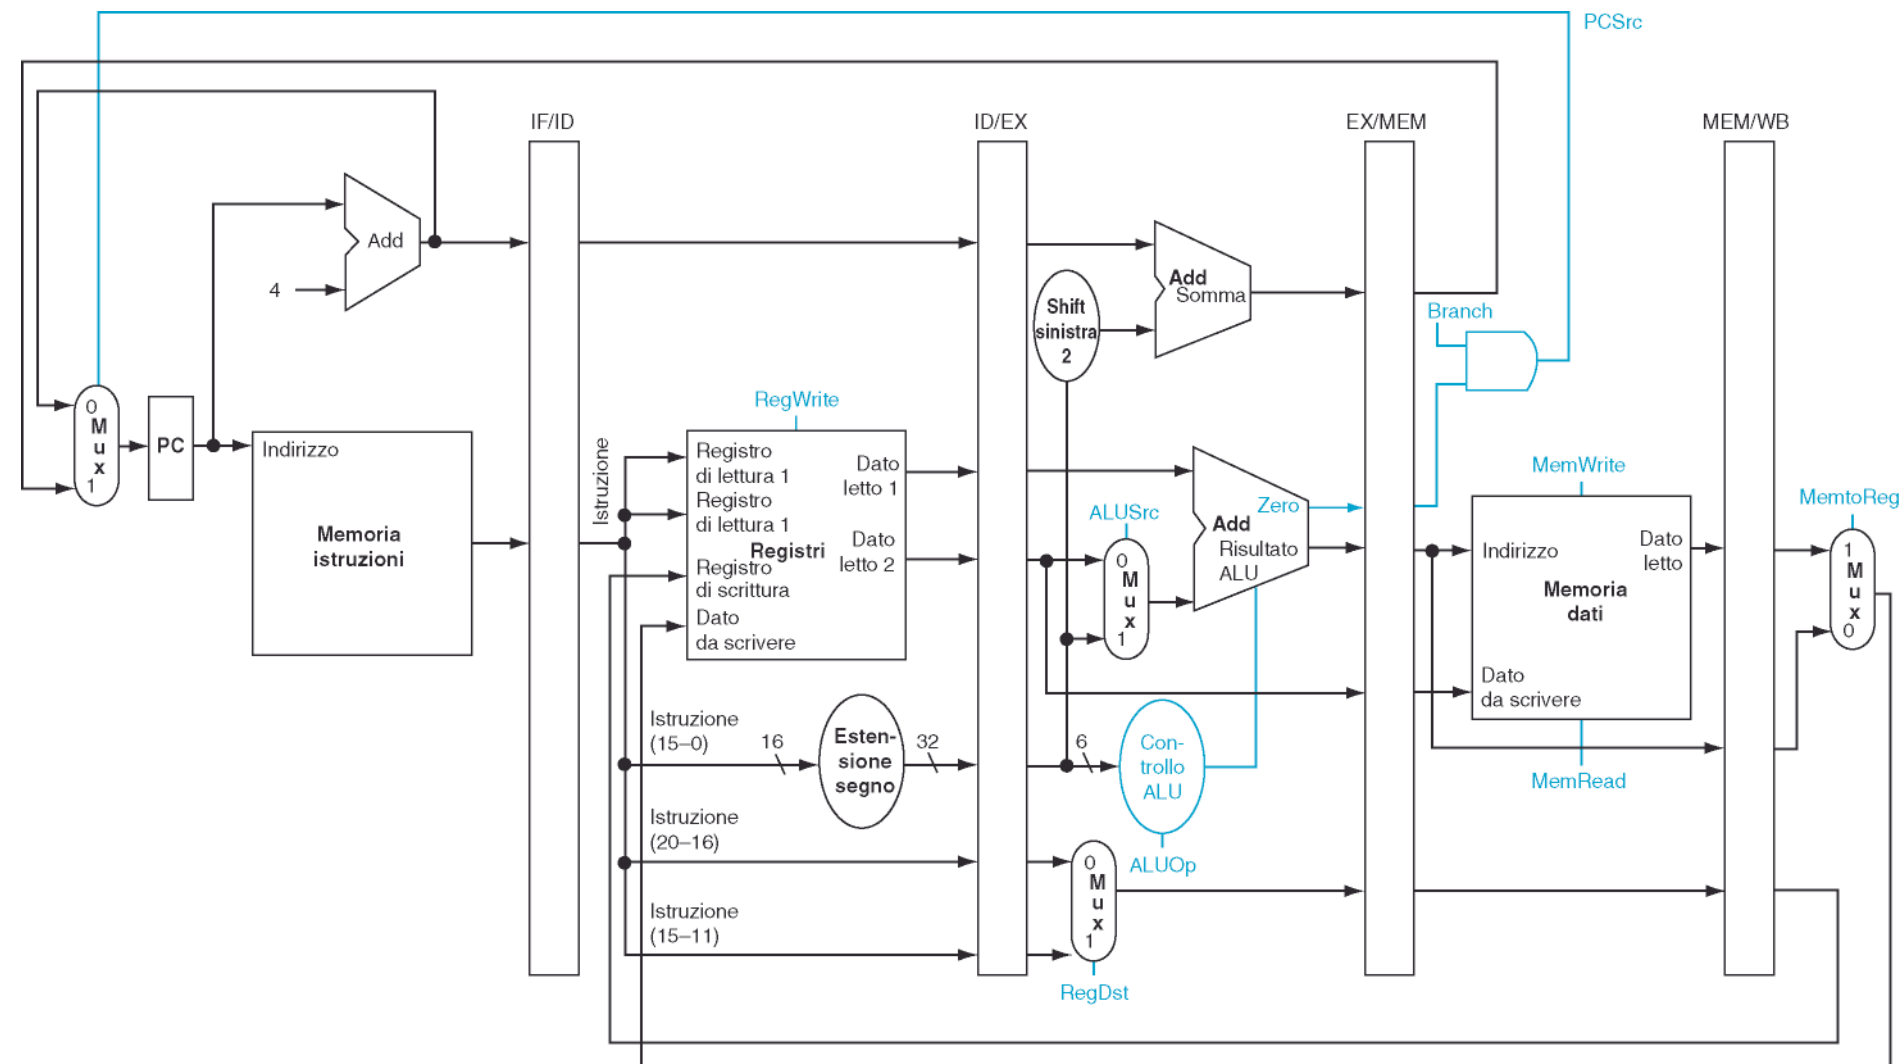 PCSrc
IF/ID
ID/EX
EX/MEM
MEM/WB
Add
4
Add
Somma
Shift
sinistra
2
Branch
0
M
u
x
1
PC
Indirizzo
Memoria
istruzioni
Istruzione
RegWrite
Registro
di lettura 1
Registro
di lettura 1
Registri
Registro
di scrittura
Dato
da scrivere
Dato
letto 1
Dato
letto 2
ALUSrc
0
M
u
x
1
Zero
Add
Risultato
ALU
MemWrite
Indirizzo
Dato
letto
Memoria
dati
Dato
da scrivere
MemRead
MemtoReg
1
M
u
x
0
Istruzione
(15–0)
16
Esten-
sione
segno
32
6
Con-
trollo
ALU
ALUOp
Istruzione
(20–16)
Istruzione
(15–11)
0
M
u
x
1
RegDst